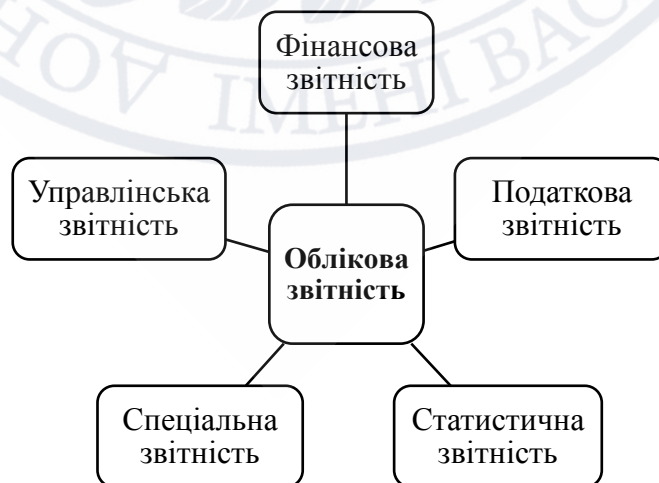 Фінансова
звітність
Управлінська
звітність
Податкова
звітність
Облікова
звітність
Спеціальна
звітність
Статистична
звітність